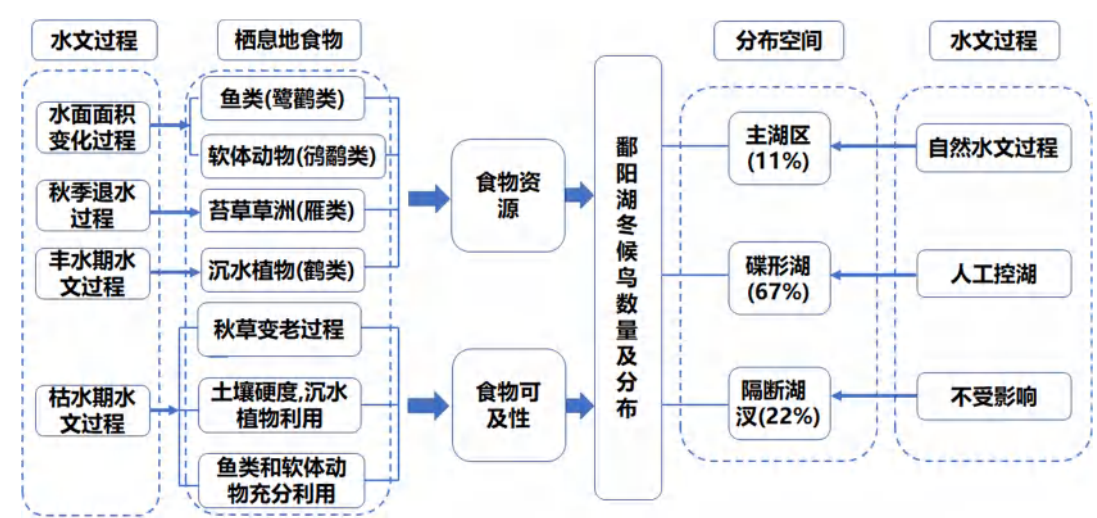 水文过程
栖息地食物
分布空间
水文过程
水面面积
变化过程
秋季退水
过程
丰水期水
文过程
枯水期水
文过程
鱼类(鹭鹳类)
软体动物(鸻鹬类)
苔草草洲(雁类)
沉水植物(鹤类)
秋草变老过程
土壤硬度,沉水
植物利用
鱼类和软体动
物充分利用
食物资
源
食物可
及性
鄱阳湖冬候鸟数量及分布
主湖区
(11%)
碟形湖
(67%)
隔断湖
汊(22%)
自然水文过程
人工控湖
不受影响